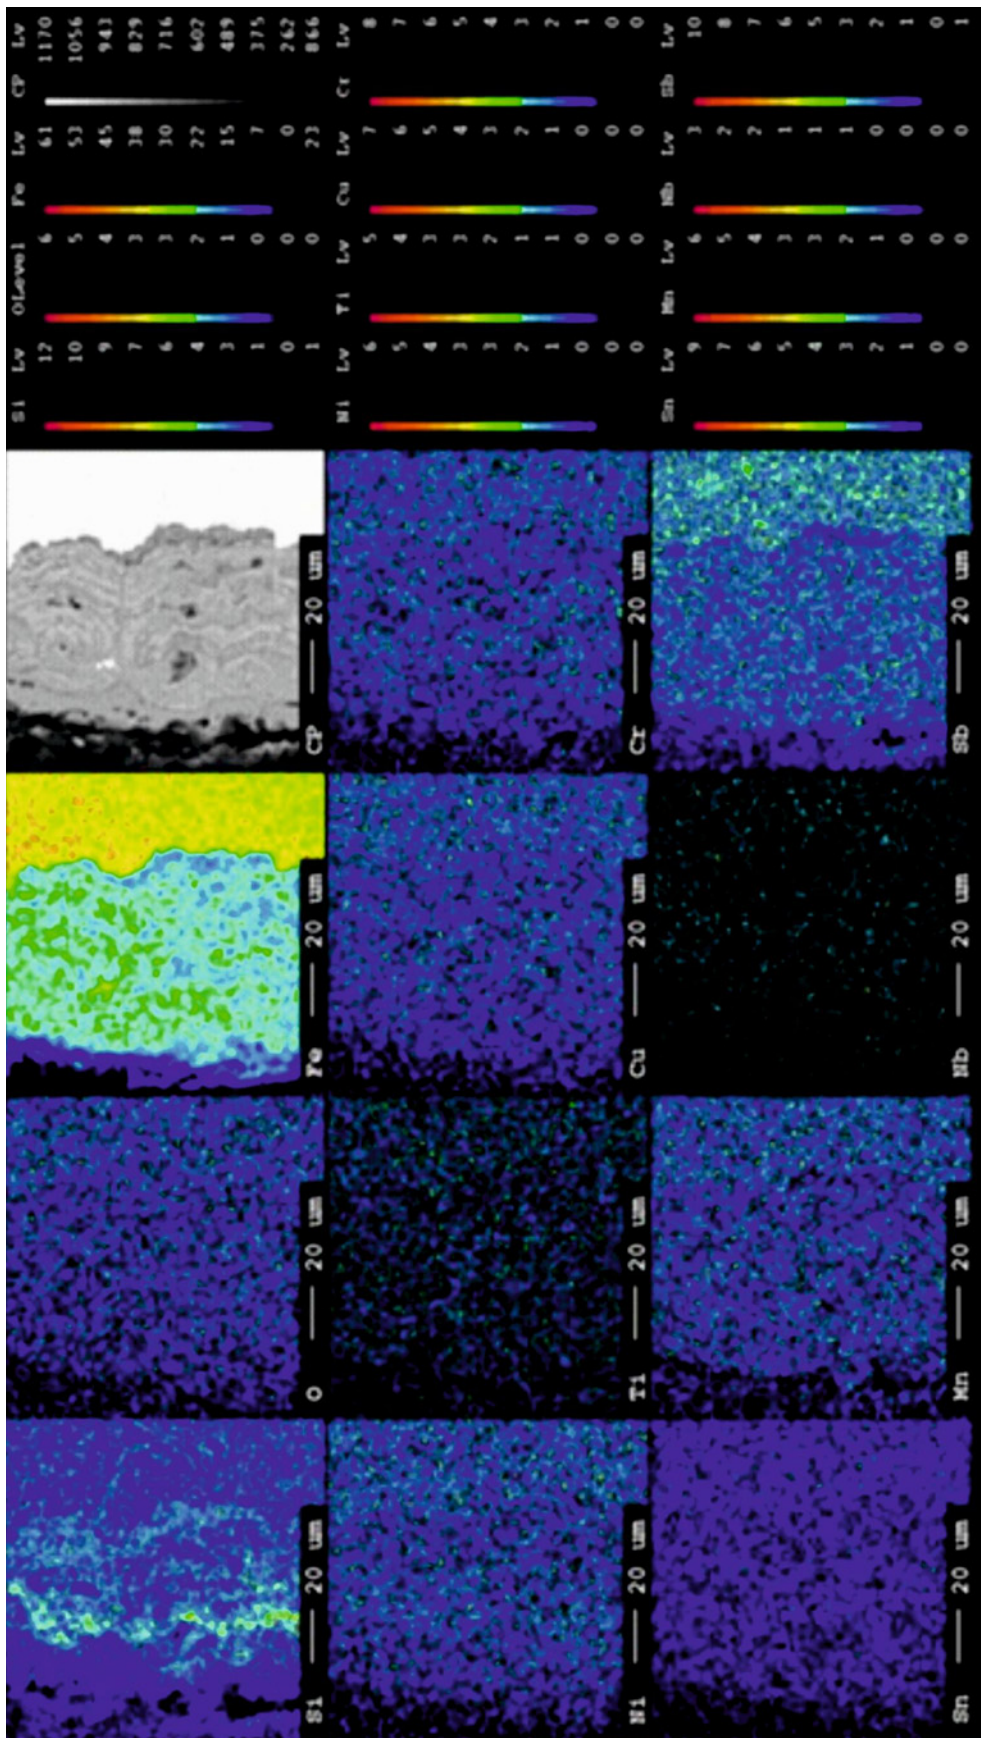 Si Lv OLevel Fe Lv CP Lv
12 6 61 1170
10 5 53 1056
9 4 45 943
7 3 38 829
6 3 30 716
4 2 22 602
3 1 15 489
1 0 7 375
0 0 0 262
1 0 23 866
Si 20 um O 20 um Fe 20 um CP 20 um
Ni Lv Ti Lv Cu Lv Cr Lv
6 5 7 8
5 4 6 7
4 3 5 6
4 3 4 5
3 2 3 4
2 1 2 3
1 1 1 2
0 0 0 1
0 0 0 0
0 0 0 0
Ni 20 um Ti 20 um Cu 20 um Cr 20 um
Sn Lv Mn Lv Nb Lv Sb Lv
9 6 3 10
7 5 2 8
6 4 2 7
5 3 1 6
4 3 1 5
3 2 1 3
2 1 0 2
1 0 0 1
0 0 0 0
0 0 0 1
Sn 20 um Mn 20 um Nb 20 um Sb 20 um